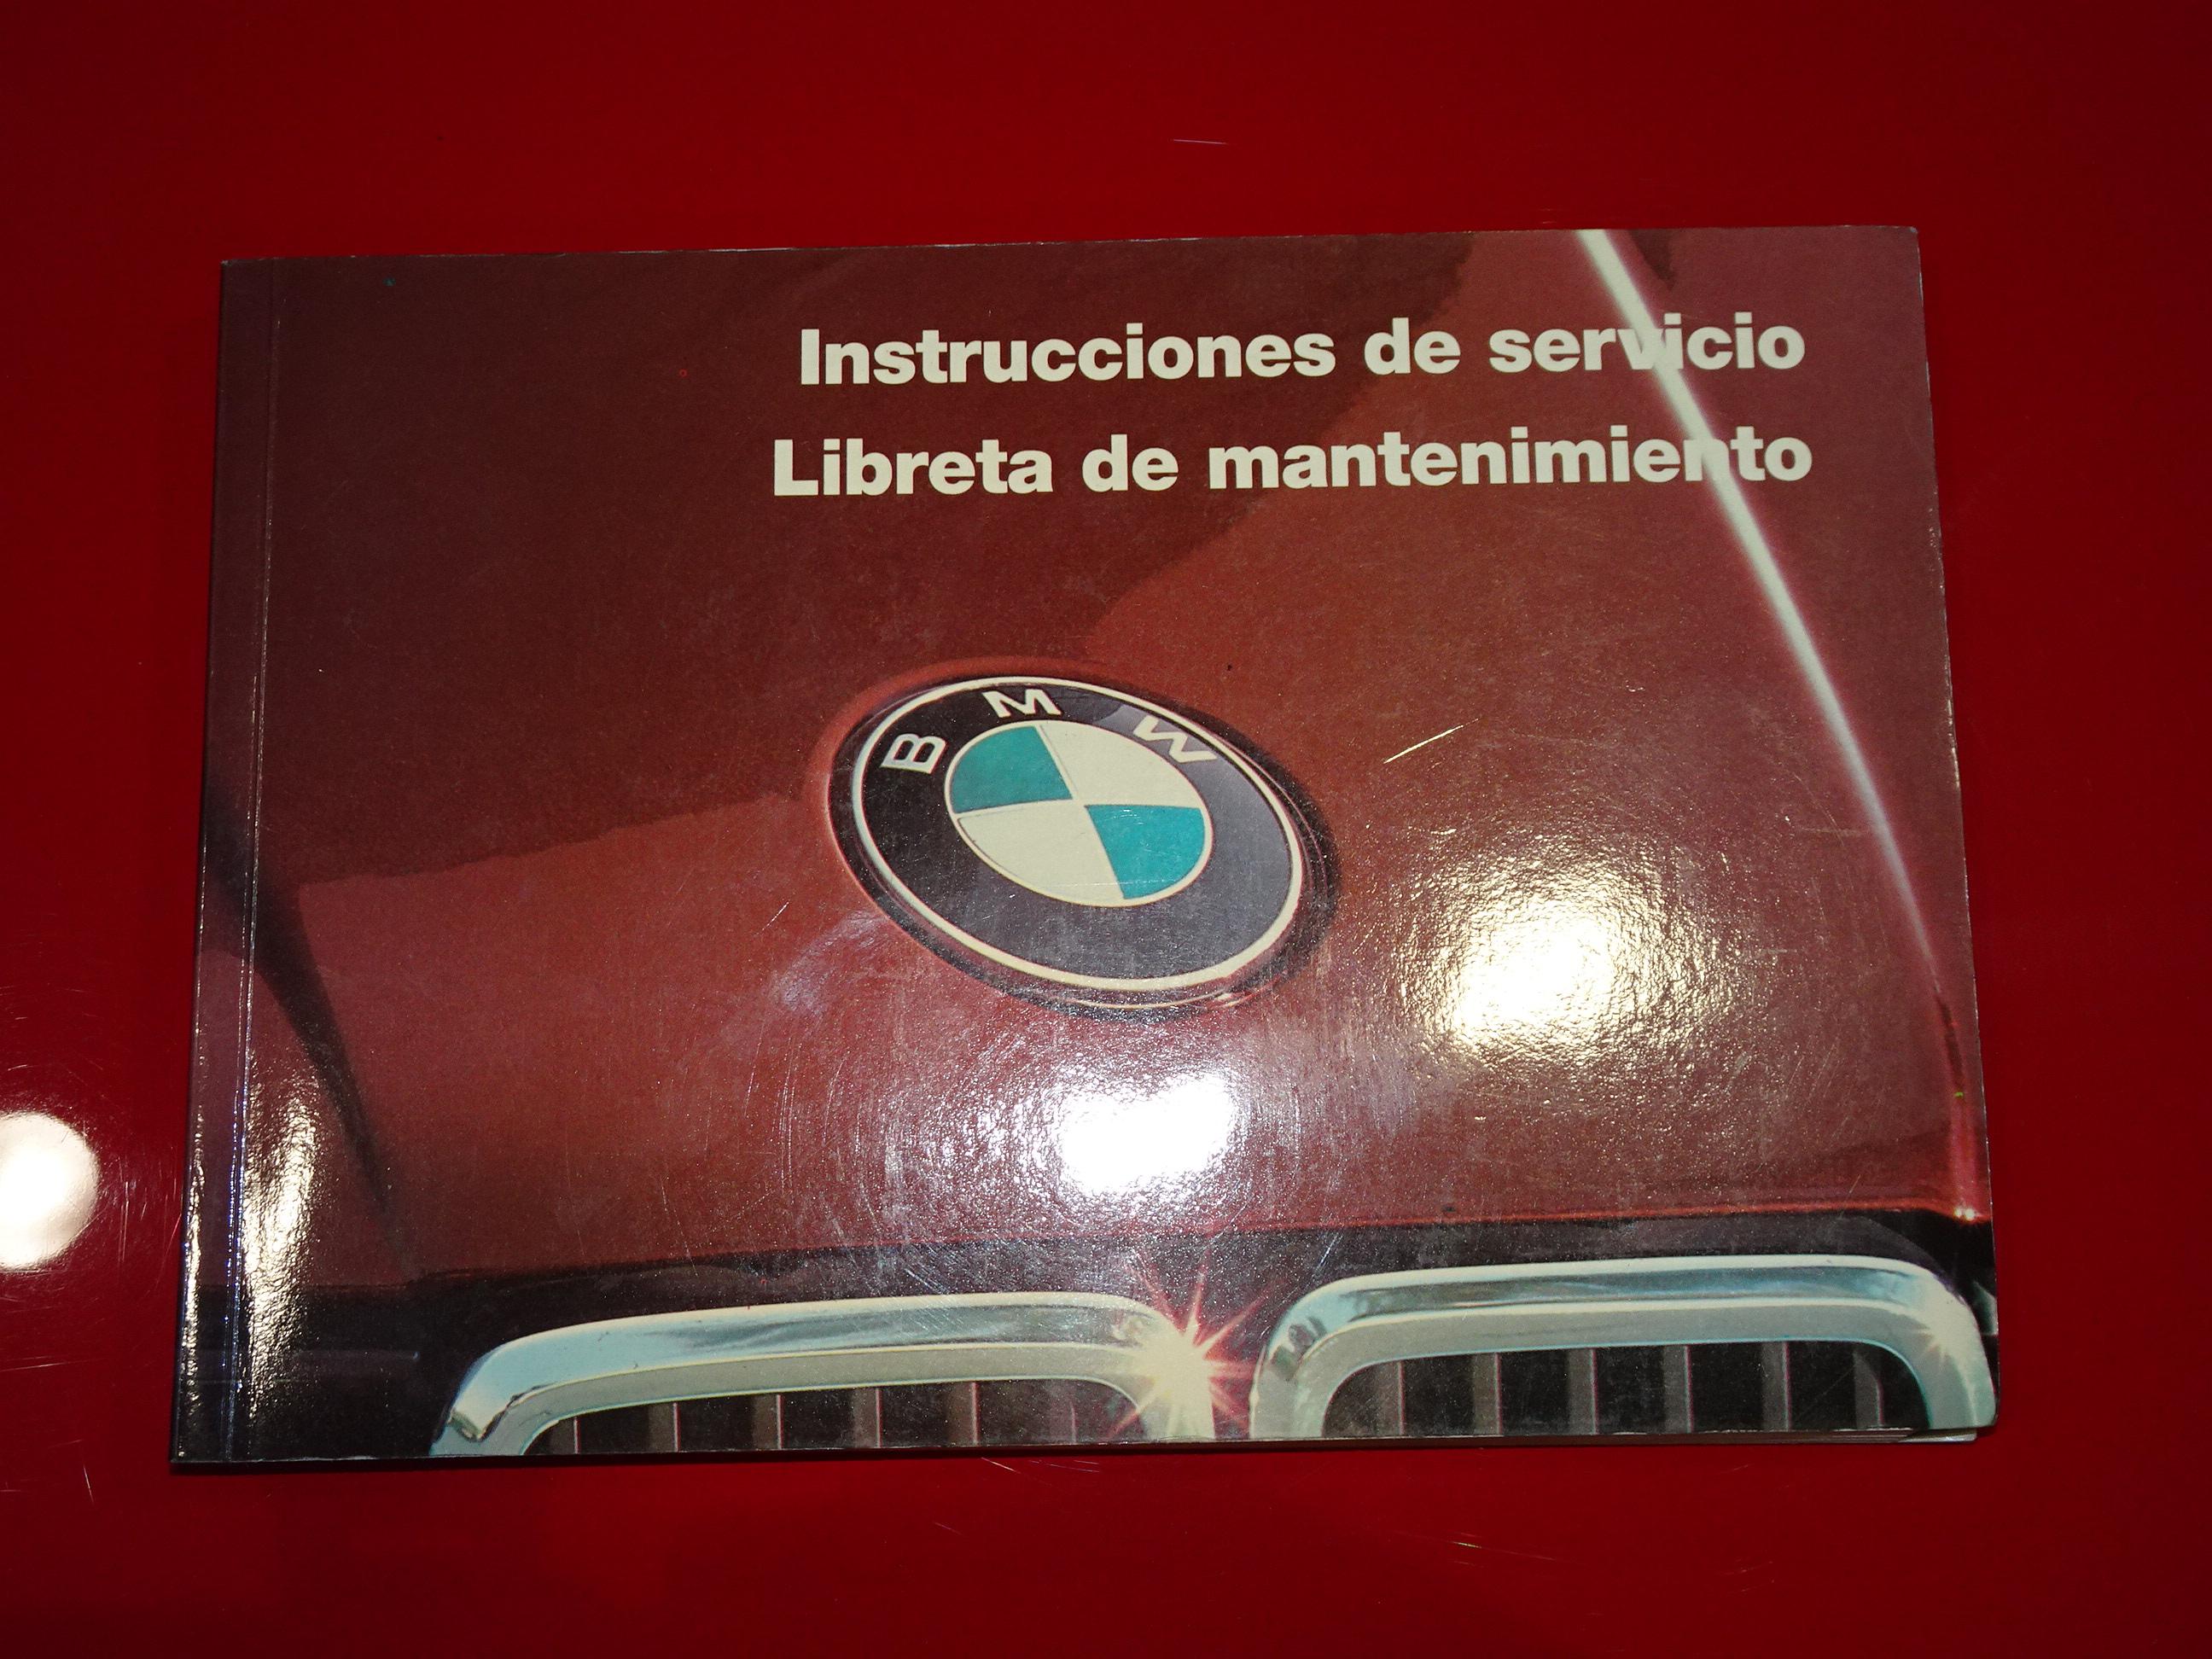 Instrucciones de servicio
Libreta de mantenimiento
BMW